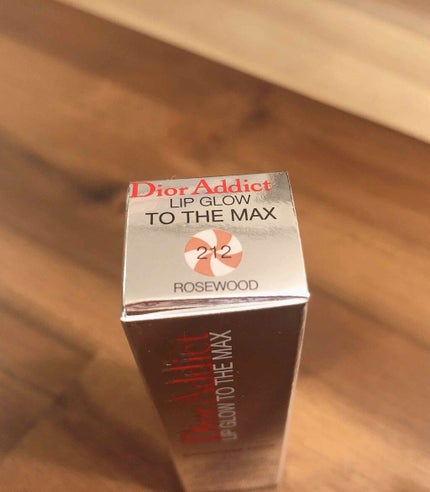 Dior Addict
LIP GLOW
TO THE MAX
212
ROSEWOOD
Dior Addict
LIP GLOW TO THE MAX